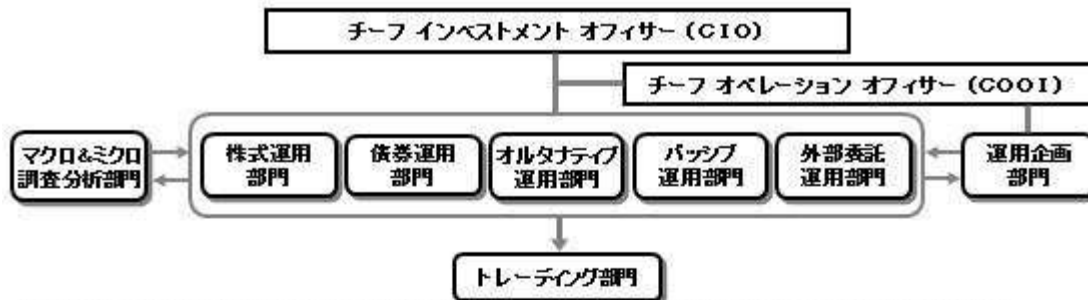 チーフ インベストメント オフィサー (CIO)
チーフ オペレーション オフィサー (COOI)
マクロ&ミクロ
調査分析部門
株式運用
部門
債券運用
部門
オルタナティブ
運用部門
パッシブ
運用部門
外部委託
運用部門
運用企画
部門
トレーディング部門